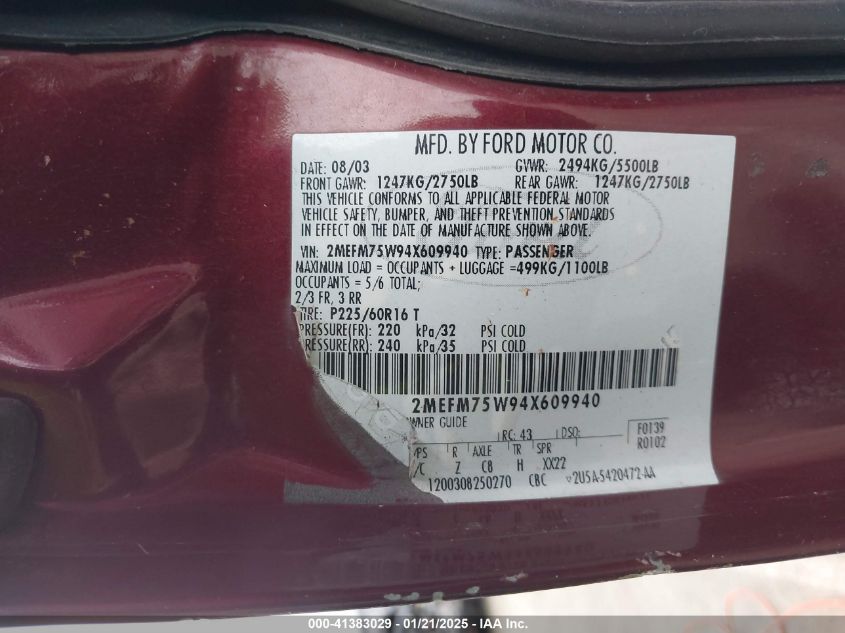 MFD. BY FORD MOTOR CO.
DATE: 08/03 GVWR: 2494KG/5500LB
FRONT GAWR: 1247KG/2750LB REAR GAWR: 1247KG/2750LB
THIS VEHICLE CONFORMS TO ALL APPLICABLE FEDERAL MOTOR
VEHICLE SAFETY, BUMPER, AND THEFT PREVENTION STANDARDS
IN EFFECT ON THE DATE OF MANUFACTURE SHOWN ABOVE.
VIN: 2MEFM75W94X609940 TYPE: PASSENGER
MAXIMUM LOAD = OCCUPANTS + LUGGAGE =499KG/1100LB
OCCUPANTS = 5/6 TOTAL;
2/3 FR, 3 RR
TIRE: P225/60R16 T
PRESSURE(FR): 220 kPa/32 PSI COLD
PRESSURE(RR): 240 kPa/35 PSI COLD
2MEFM75W94X609940
WNER GUIDE
RC: 43 DSO: F0139
R0102
PS R AXLE TR SPR
/C Z C8 H XX22
1200308250270 CBC 2U5A-5420472-AA
000-41383029 - 01/21/2025 - IAA Inc.